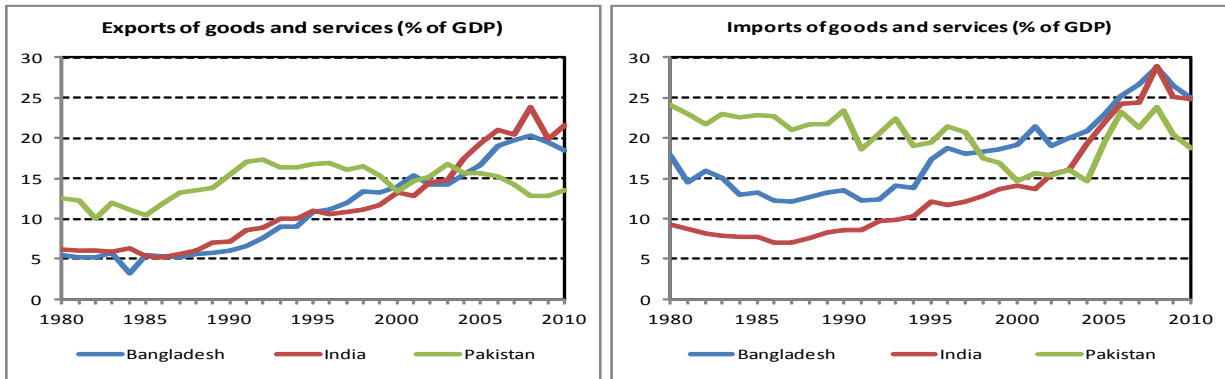 Exports of goods and services (% of GDP)
30
25
20
15
10
5
0
1980 1985 1990 1995 2000 2005 2010
Bangladesh India Pakistan
Imports of goods and services (% of GDP)
30
25
20
15
10
5
0
1980 1985 1990 1995 2000 2005 2010
Bangladesh India Pakistan